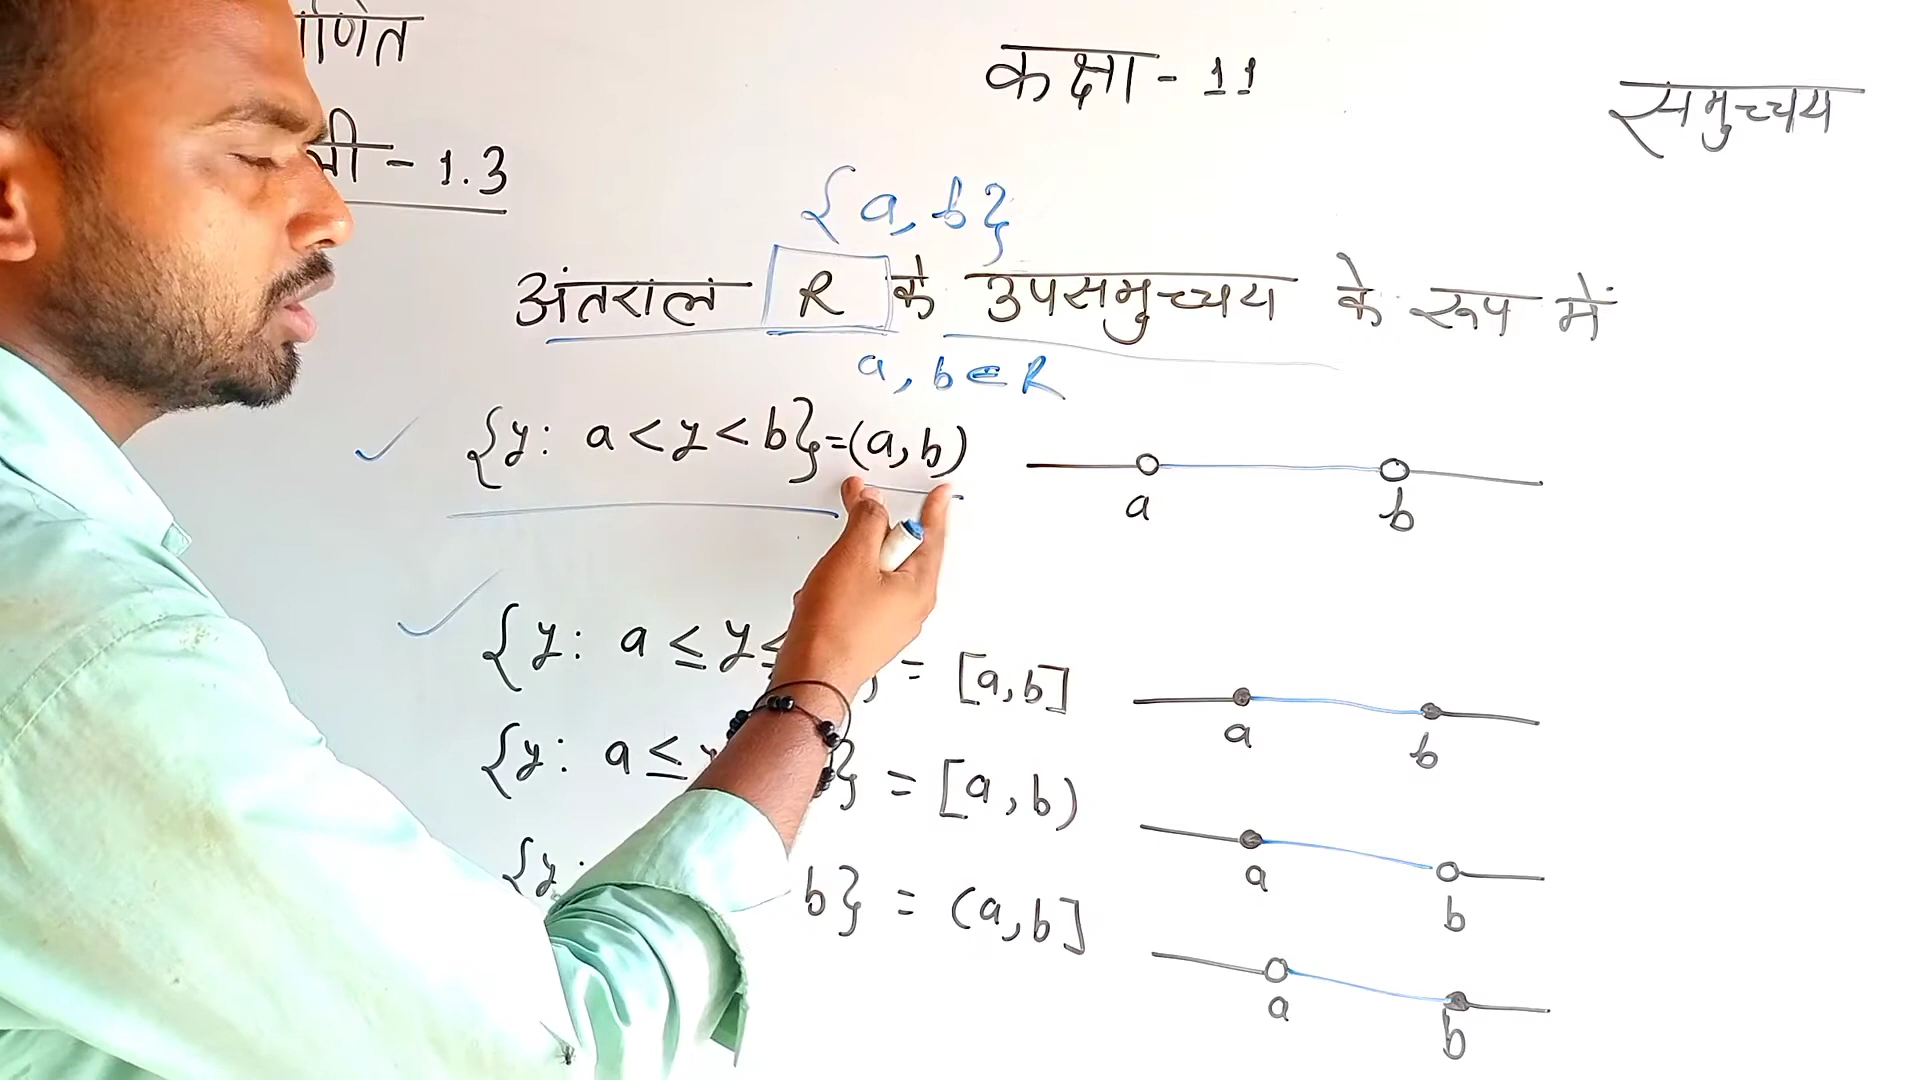 कक्षा - 11
समुच्चय
- 1.3
{a, b}
अंतराल R के उपसमुच्चय के रूप में
a, b ∈ R
{y: a < y < b} = (a, b)
a b
{y: a ≤ y ≤ } = [a, b]
a b
{y: a ≤ } = [a, b)
a b
{y: b} = (a, b]
a b